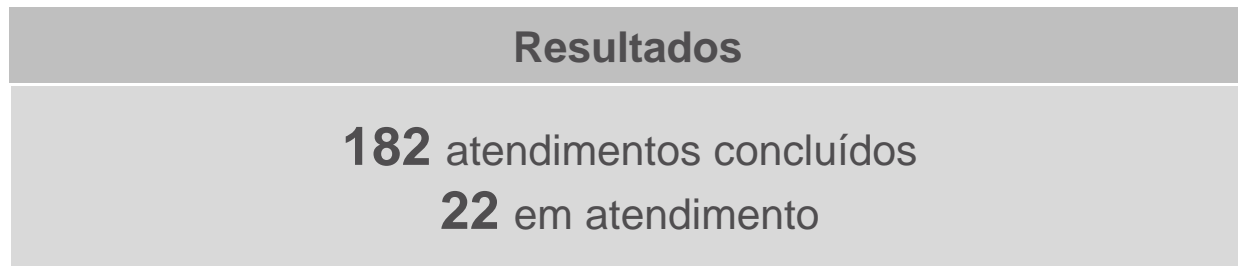 Resultados
182 atendimentos concluídos
22 em atendimento